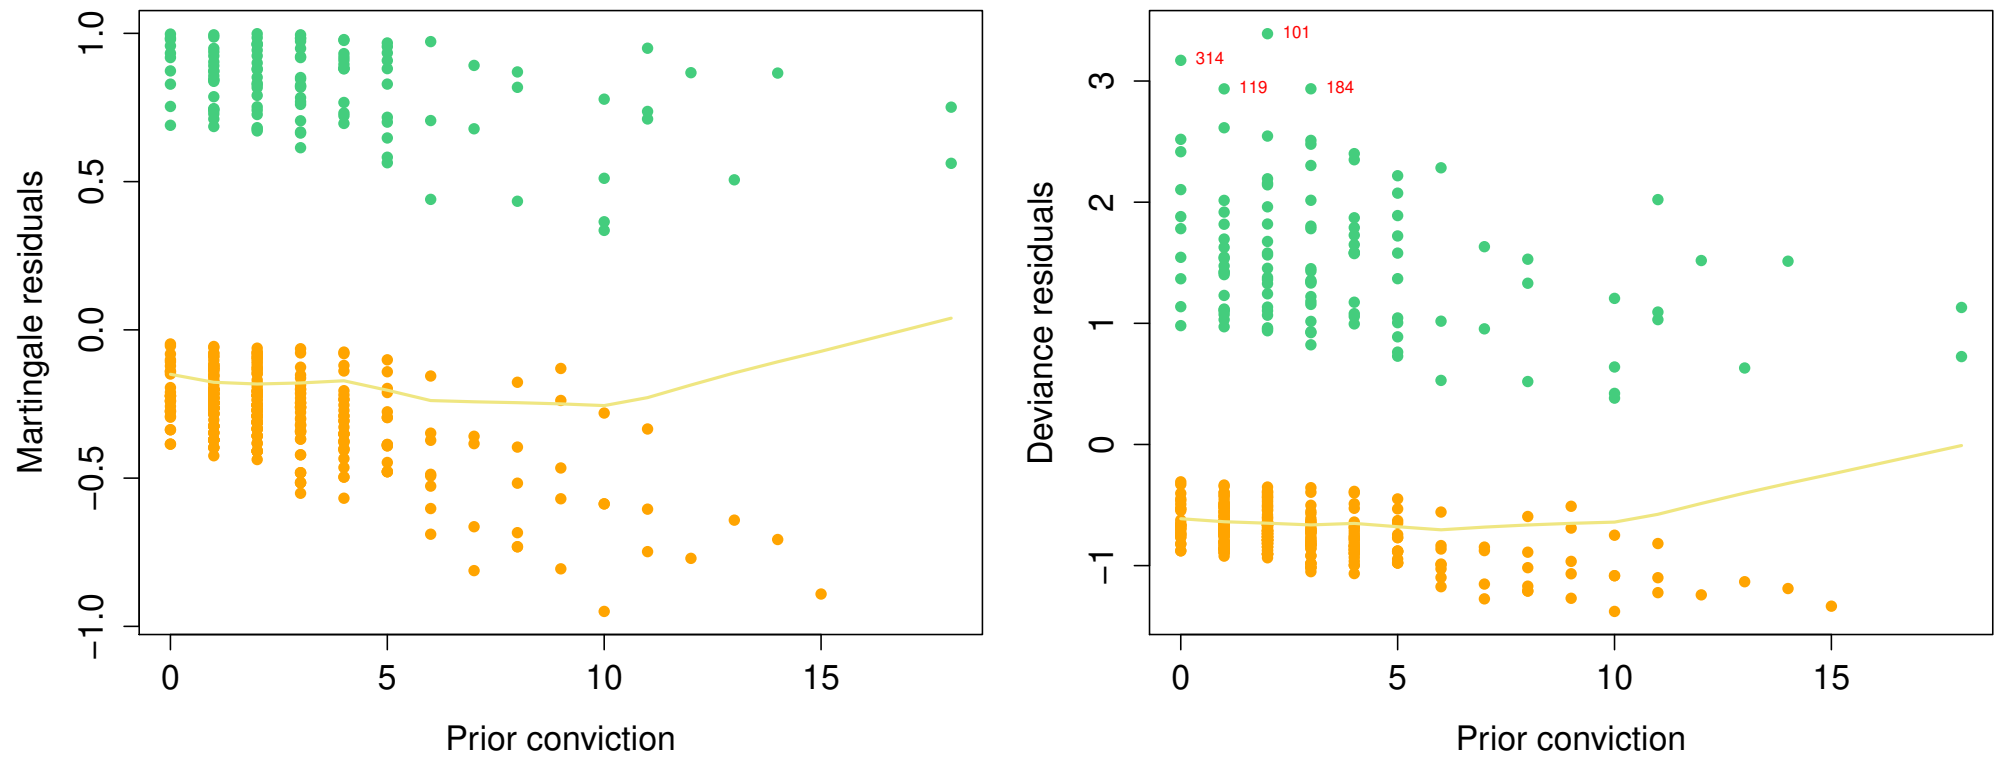 Martingale residuals
1.0
0.5
0.0
−0.5
−1.0
0 5 10 15
Prior conviction
Deviance residuals
3
2
1
0
−1
101
314
119 184
0 5 10 15
Prior conviction